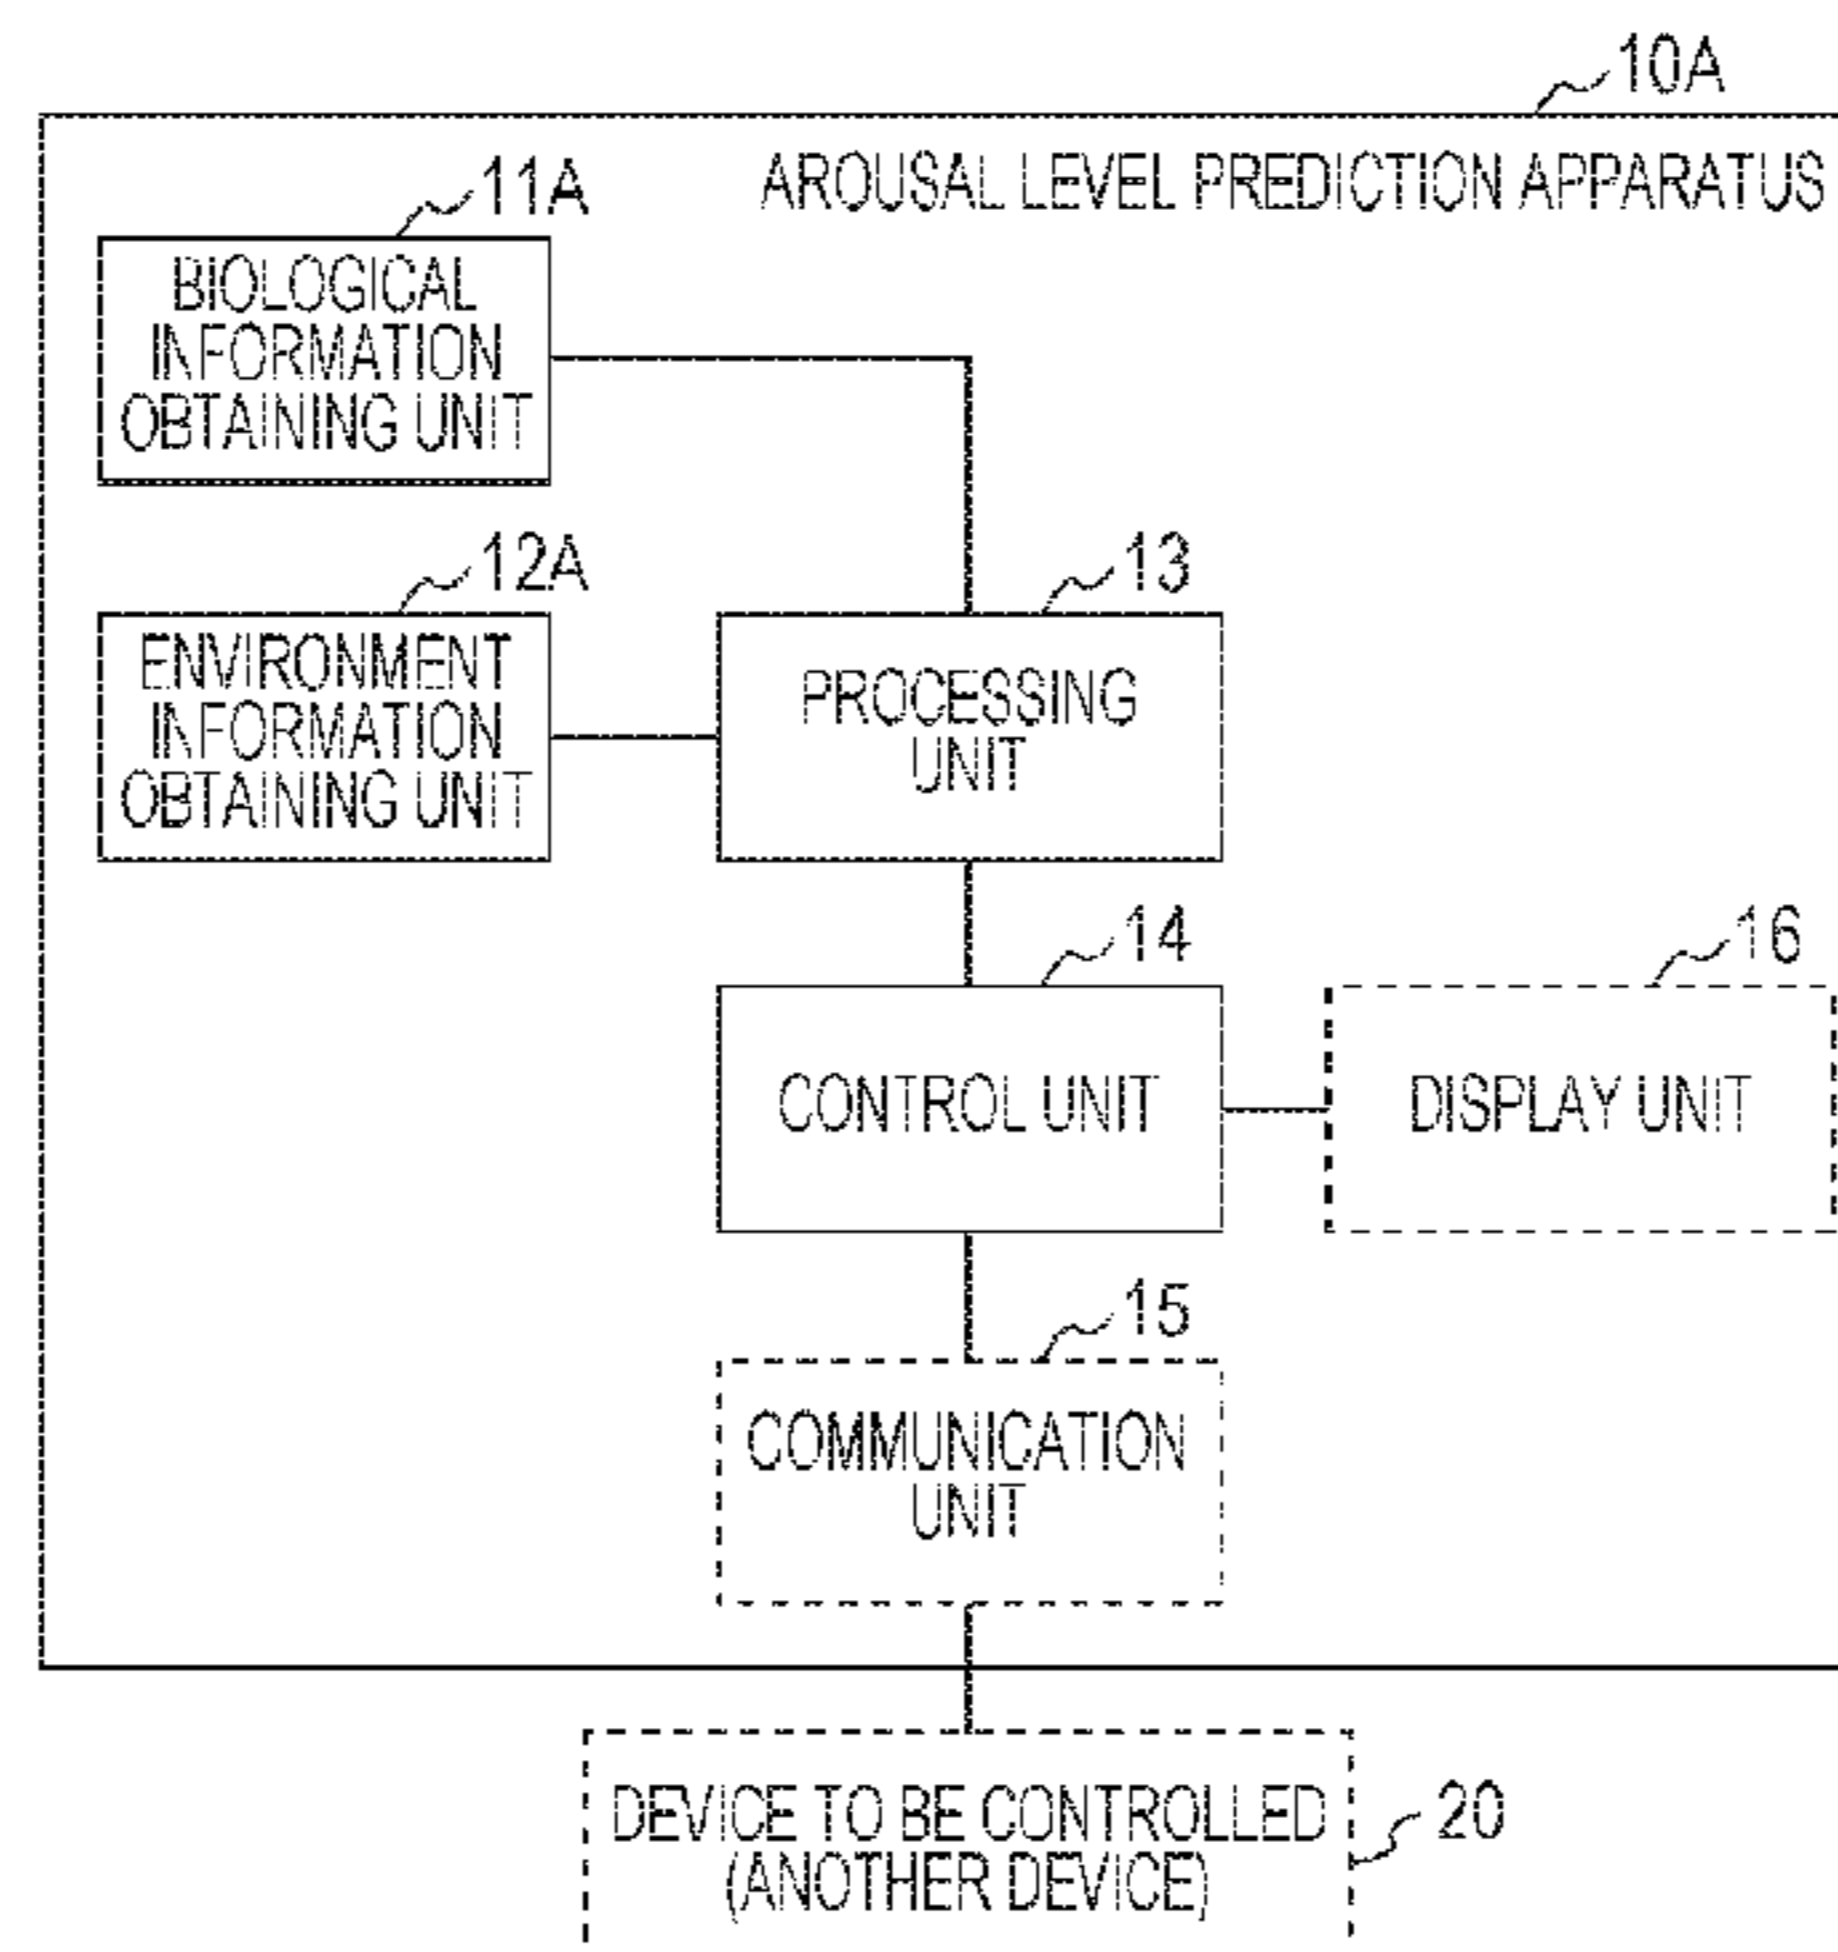 10A
AROUSAL LEVEL PREDICTION APPARATUS
11A
BIOLOGICAL
INFORMATION
OBTAINING UNIT
12A
ENVIRONMENT
INFORMATION
OBTAINING UNIT
13
PROCESSING
UNIT
14
CONTROL UNIT
16
DISPLAY UNIT
15
COMMUNICATION
UNIT
DEVICE TO BE CONTROLLED
(ANOTHER DEVICE)
20